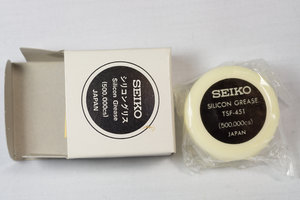 SEIKO
シリコングリス
Silicon Grease
(500,000cs)
JAPAN
SEIKO
SILICON GREASE
TSF-451
(500,000cs)
JAPAN